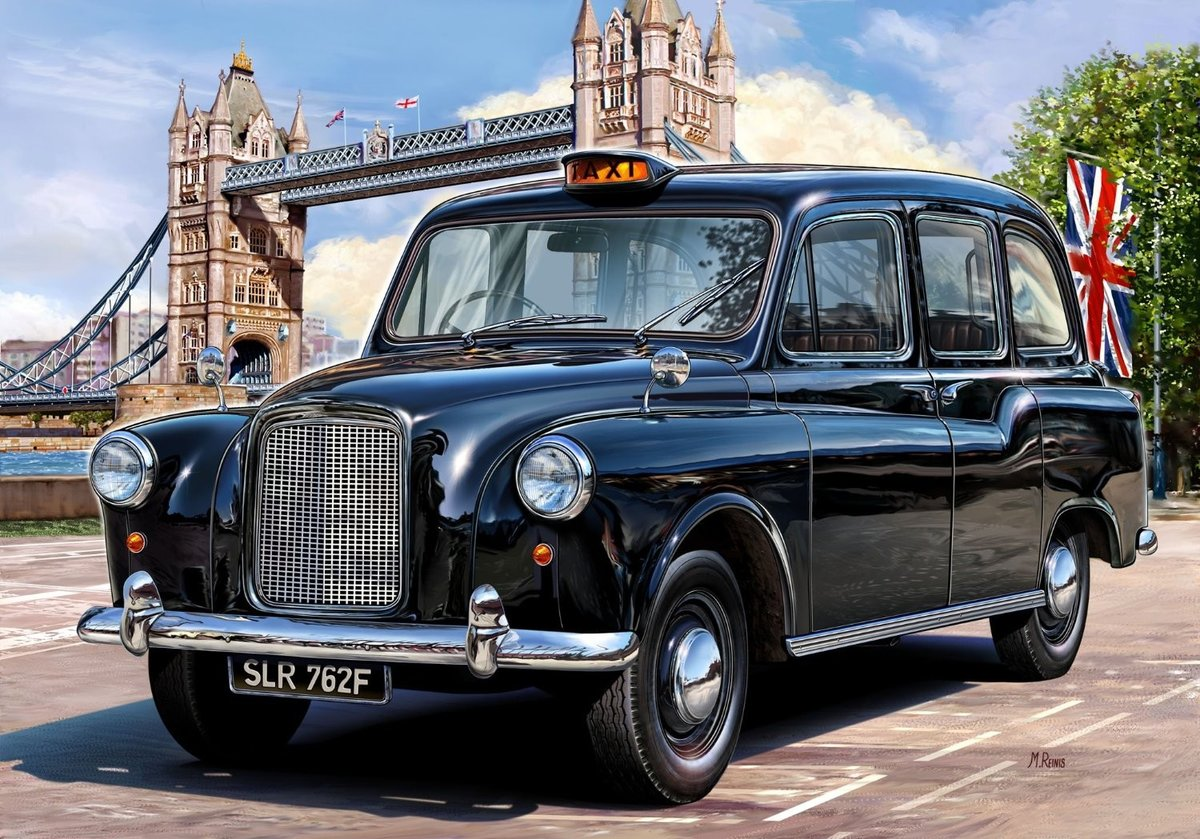 TAXI
SLR 762F
M. REINIS